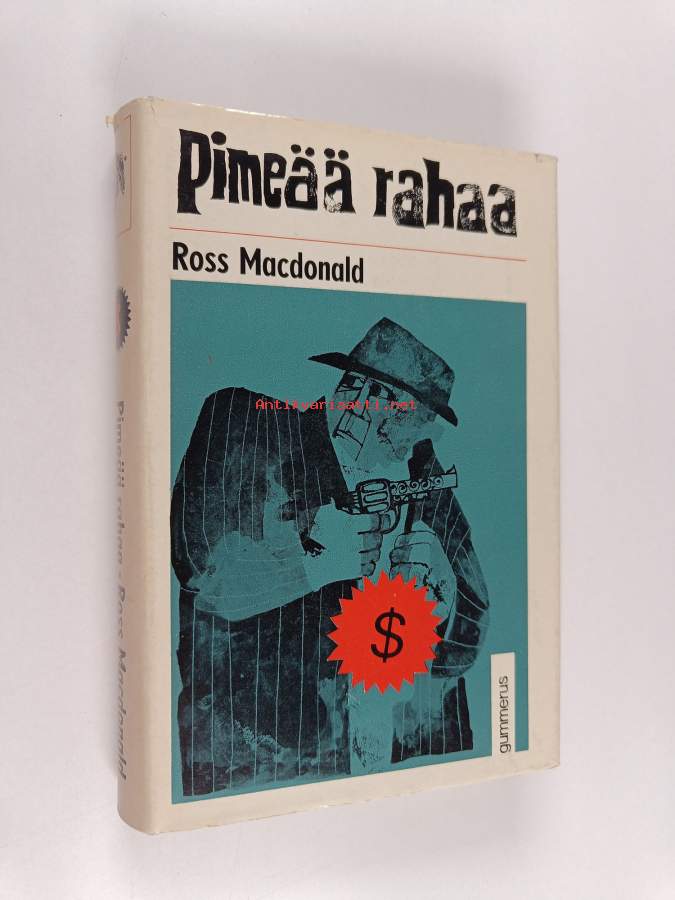 Pimeää rahaa
Ross Macdonald
Antikvariaatti.net
$
gummerus
Pimeää rahaa - Ross Macdonald